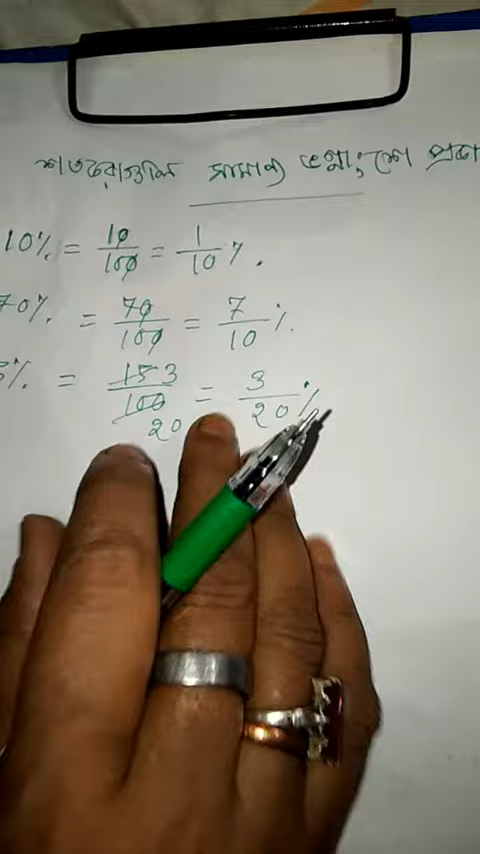 শতকরাগুলি সামান্য ভগ্নাংশে প্রকা
10% = 10/100 = 1/10 %.
70% = 70/100 = 7/10 %.
5% = 15 3/100 20 = 3/20 %